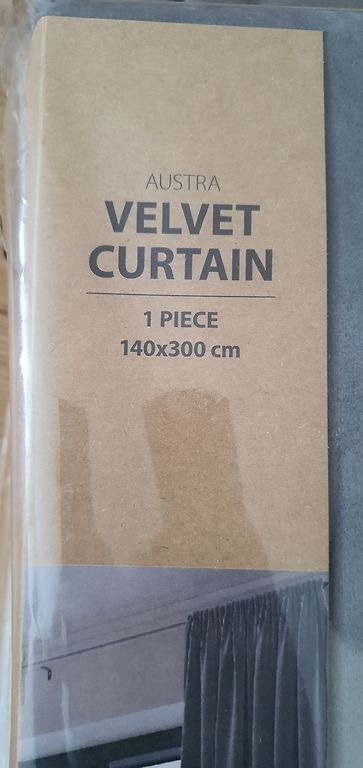 AUSTRA
VELVET
CURTAIN
1 PIECE
140x300 cm